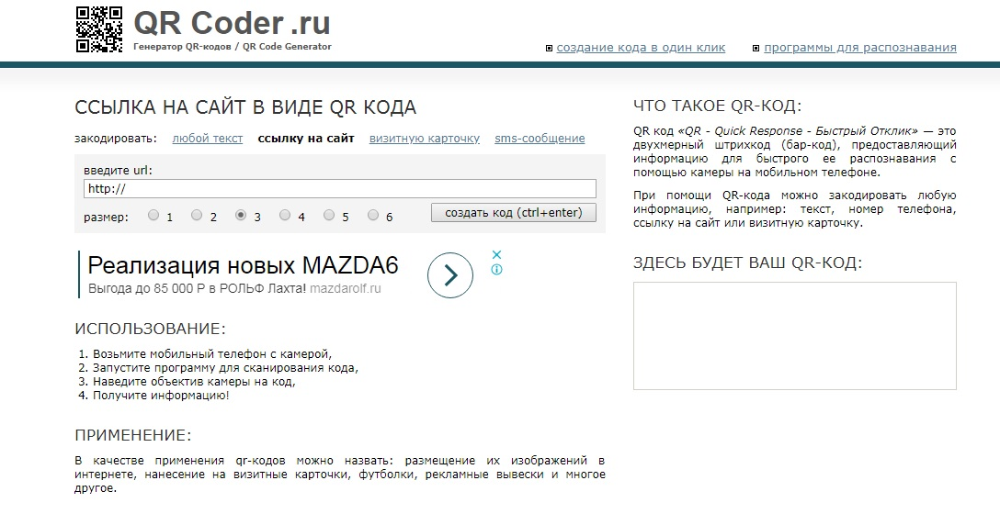 QR Coder.ru
Генератор QR-кодов / QR Code Generator
создание кода в один клик
программы для распознавания
ССЫЛКА НА САЙТ В ВИДЕ QR КОДА
закодировать: любой текст ссылку на сайт визитную карточку sms-сообщение
введите url:
http://
размер: 1 2 3 4 5 6 создать код (ctrl+enter)
Реализация новых MAZDA6
Выгода до 85 000 Р в РОЛЬФ Лахта! mazdarolf.ru
ИСПОЛЬЗОВАНИЕ:
1. Возьмите мобильный телефон с камерой,
2. Запустите программу для сканирования кода,
3. Наведите объектив камеры на код,
4. Получите информацию!
ПРИМЕНЕНИЕ:
В качестве применения qr-кодов можно назвать: размещение их изображений в
интернете, нанесение на визитные карточки, футболки, рекламные вывески и многое
другое.
ЧТО ТАКОЕ QR-КОД:
QR код «QR - Quick Response - Быстрый Отклик» — это
двухмерный штрихкод (бар-код), предоставляющий
информацию для быстрого ее распознавания с
помощью камеры на мобильном телефоне.
При помощи QR-кода можно закодировать любую
информацию, например: текст, номер телефона,
ссылку на сайт или визитную карточку.
ЗДЕСЬ БУДЕТ ВАШ QR-КОД: